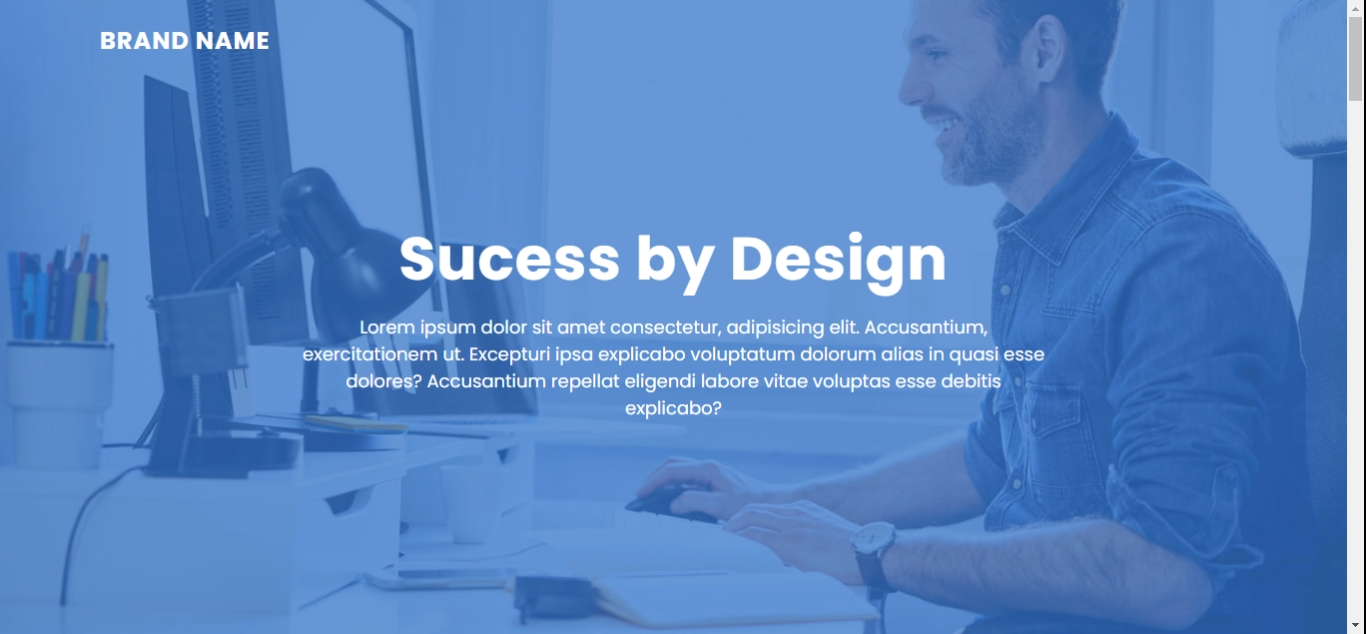 BRAND NAME
Sucess by Design
Lorem ipsum dolor sit amet consectetur, adipisicing elit. Accusantium,
exercitationem ut. Excepturi ipsa explicabo voluptatum dolorum alias in quasi esse
dolores? Accusantium repellat eligendi labore vitae voluptas esse debitis
explicabo?